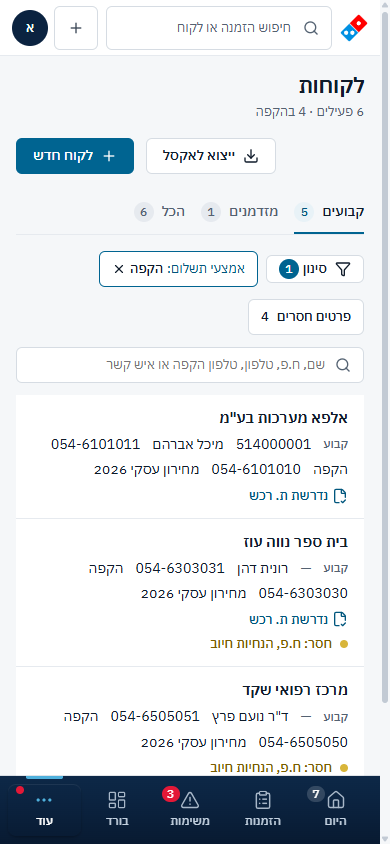 חיפוש הזמנה או לקוח
א
לקוחות
6 פעילים · 4 בהקפה
ייצוא לאקסל
לקוח חדש
קבועים 5
מזדמנים 1
הכל 6
סינון 1
אמצעי תשלום: הקפה ×
פרטים חסרים 4
שם, ח.פ, טלפון, טלפון הקפה או איש קשר
אלפא מערכות בע"מ
קבוע 514000001 מיכל אברהם 054-6101011
הקפה 054-6101010 מחירון עסקי 2026
נדרשת ת. רכש
בית ספר נווה עוז
קבוע — רונית דהן 054-6303031 הקפה
054-6303030 מחירון עסקי 2026
נדרשת ת. רכש
חסר: ח.פ, הנחיות חיוב
מרכז רפואי שקד
קבוע — ד"ר נועם פרץ 054-6505051 הקפה
054-6505050 מחירון עסקי 2026
חסר: ח.פ, הנחיות חיוב
היום 7
הזמנות
משימות 3
בורד
עוד